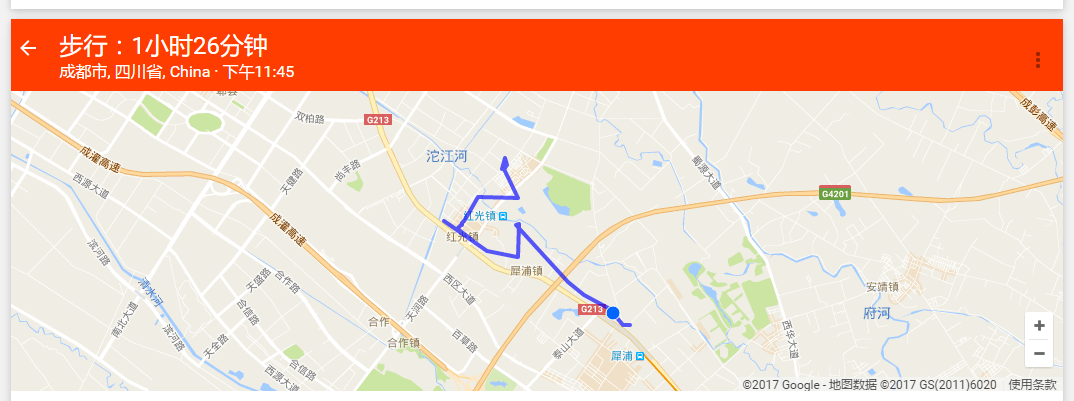 步行：1小时26分钟
成都市, 四川省, China · 下午11:45
郫县
双柏路
G213
成彭高速
成灌高速
沱江河
西源大道
天健路
尚丰路
蜀源大道
G4201
红光镇
红光镇
成灌高速
滨河路
犀浦镇
清水河
天盛路
合作路
西区大道
安靖镇
南北大道
合信路
天润路
G213
府河
滨河路
合作
泰山大道
西华大道
天全路
合作镇
百草路
犀浦
合信路
西源大道
+
−
©2017 Google - 地图数据 ©2017 GS(2011)6020 使用条款